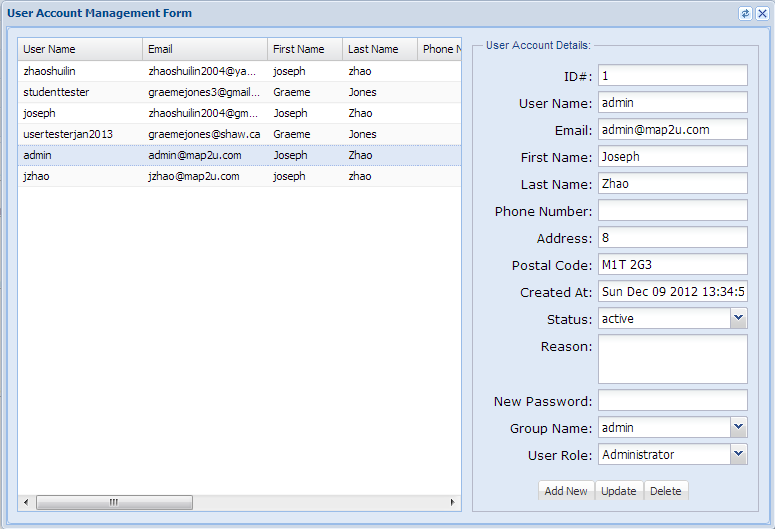 User Account Management Form
User Name Email First Name Last Name Phone N
zhaoshuilin zhaoshuilin2004@ya... joseph zhao
studenttester graemejones3@gmail... Graeme Jones
joseph zhaoshuilin2004@gm... Joseph Zhao
usertesterjan2013 graemejones@shaw.ca Graeme Jones
admin admin@map2u.com Joseph Zhao
jzhao jzhao@map2u.com joseph zhao
User Account Details:
ID#: 1
User Name: admin
Email: admin@map2u.com
First Name: Joseph
Last Name: Zhao
Phone Number:
Address: 8
Postal Code: M1T 2G3
Created At: Sun Dec 09 2012 13:34:5
Status: active
Reason:
New Password:
Group Name: admin
User Role: Administrator
Add New Update Delete